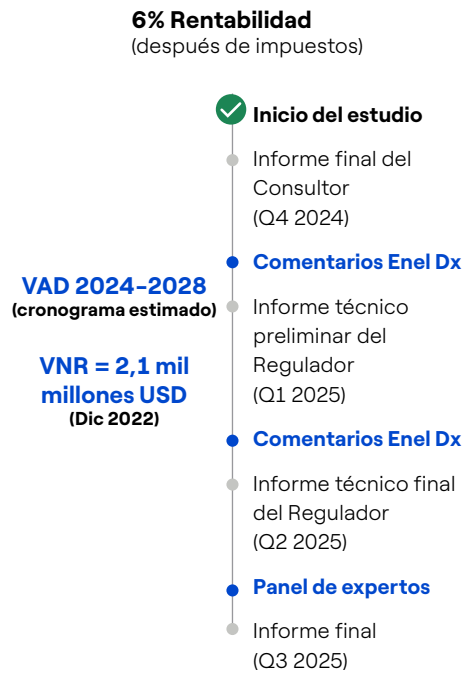 6% Rentabilidad
(después de impuestos)
Inicio del estudio
Informe final del
Consultor
(Q4 2024)
Comentarios Enel Dx
VAD 2024-2028
(cronograma estimado)
VNR = 2,1 mil
millones USD
(Dic 2022)
Informe técnico
preliminar del
Regulador
(Q1 2025)
Comentarios Enel Dx
Informe técnico final
del Regulador
(Q2 2025)
Panel de expertos
Informe final
(Q3 2025)